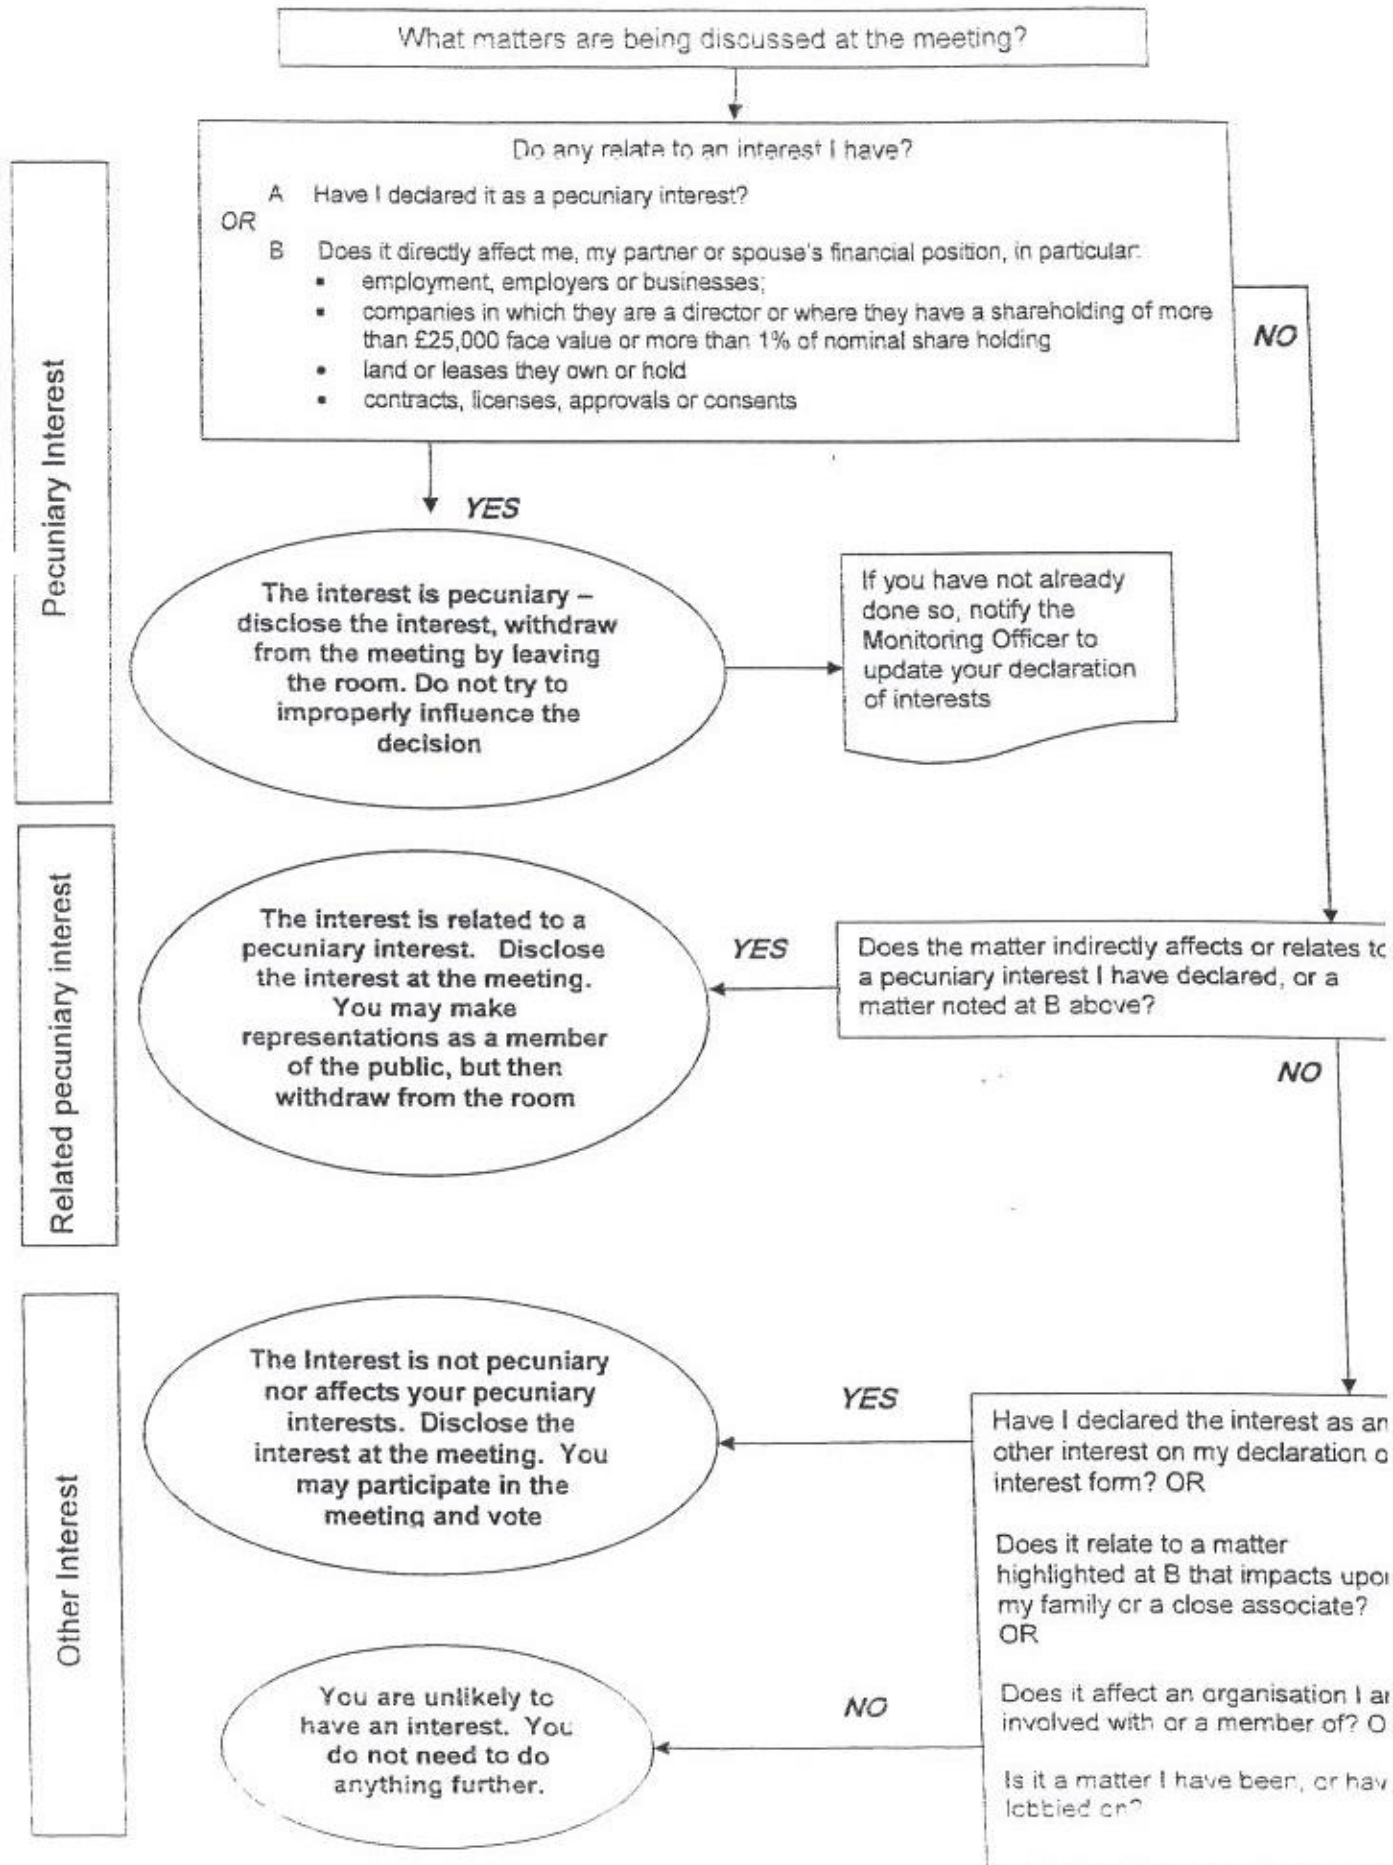 What matters are being discussed at the meeting?
Do any relate to an interest I have?
A Have I declared it as a pecuniary interest?
OR
B Does it directly affect me, my partner or spouse's financial position, in particular:
▪ employment, employers or businesses;
▪ companies in which they are a director or where they have a shareholding of more
than £25,000 face value or more than 1% of nominal share holding
• land or leases they own or hold
• contracts, licenses, approvals or consents
NO
Pecuniary Interest
YES
The interest is pecuniary –
disclose the interest, withdraw
from the meeting by leaving
the room. Do not try to
improperly influence the
decision
If you have not already
done so, notify the
Monitoring Officer to
update your declaration
of interests
Related pecuniary interest
The interest is related to a
pecuniary interest. Disclose
the interest at the meeting.
You may make
representations as a member
of the public, but then
withdraw from the room
YES
Does the matter indirectly affects or relates to
a pecuniary interest I have declared, or a
matter noted at B above?
NO
Other Interest
The Interest is not pecuniary
nor affects your pecuniary
interests. Disclose the
interest at the meeting. You
may participate in the
meeting and vote
YES
Have I declared the interest as an
other interest on my declaration o
interest form? OR
Does it relate to a matter
highlighted at B that impacts upo
my family or a close associate?
OR
Does it affect an organisation I a
involved with or a member of? O
Is it a matter I have been, or hav
lobbied on?
NO
You are unlikely to
have an interest. You
do not need to do
anything further.